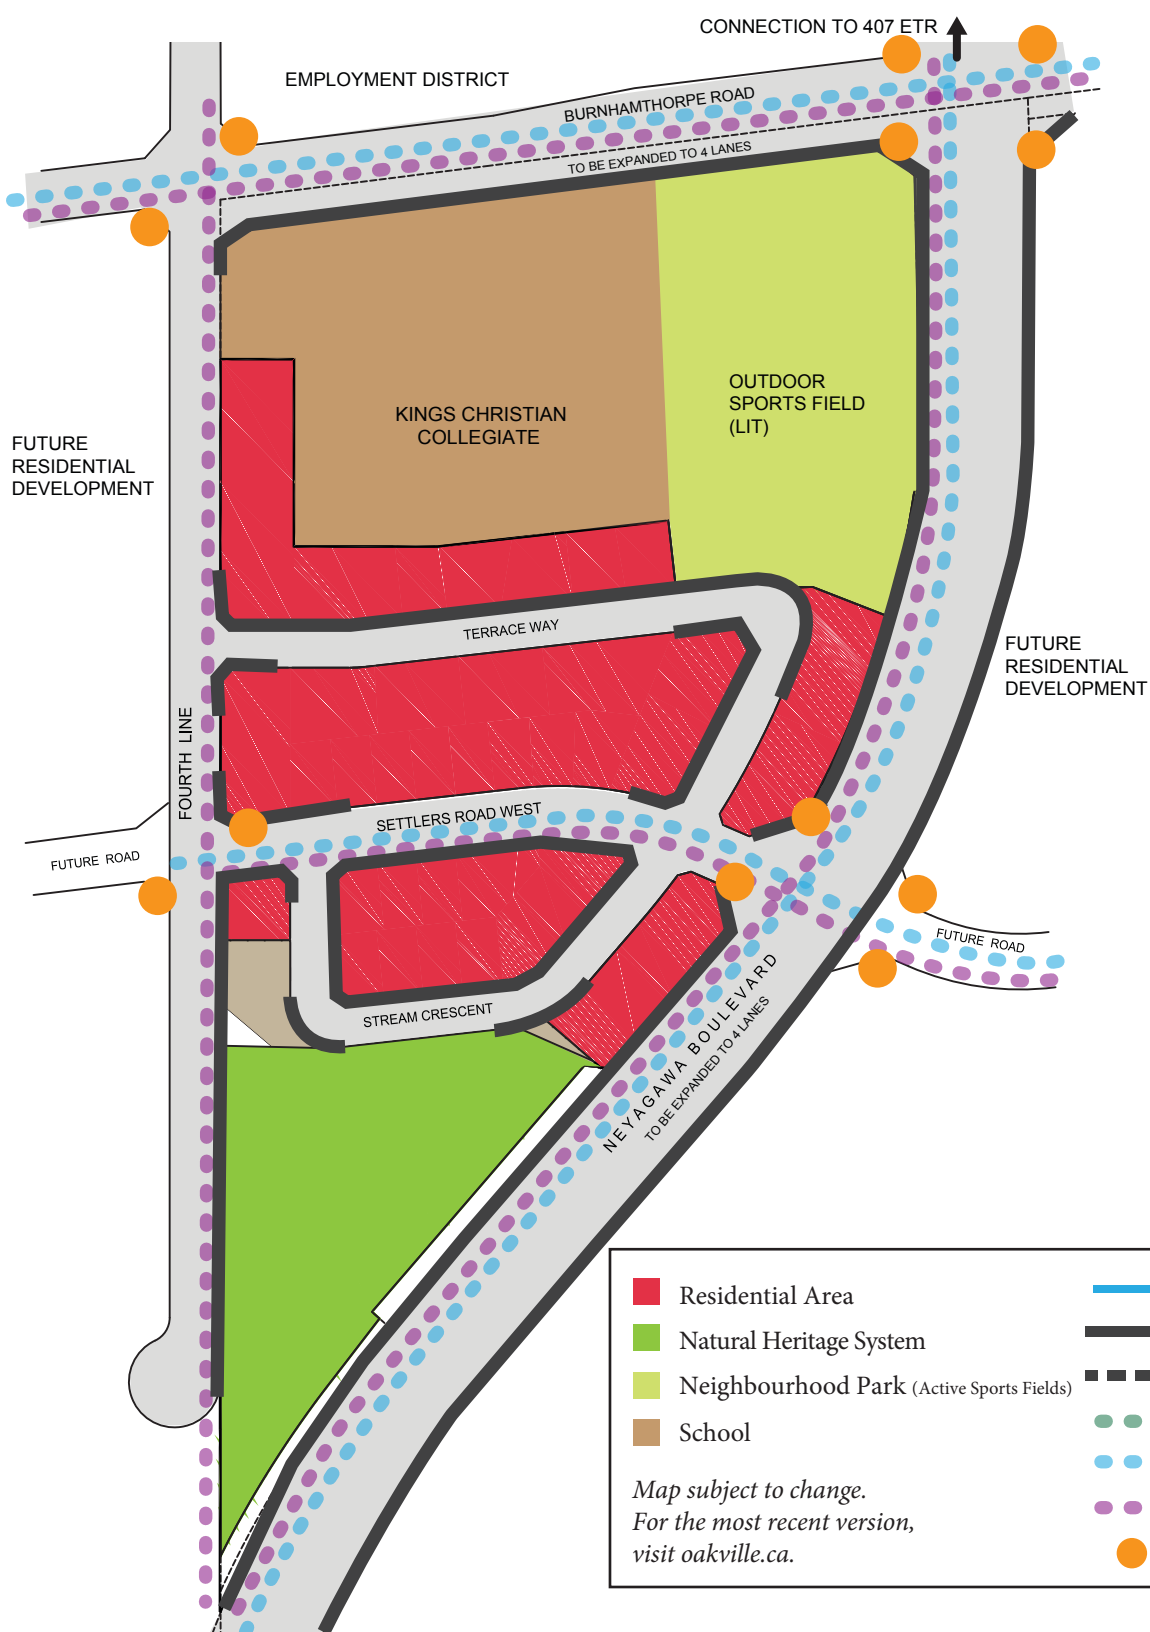 CONNECTION TO 407 ETR
EMPLOYMENT DISTRICT
BURNHAMTHORPE ROAD
TO BE EXPANDED TO 4 LANES
KINGS CHRISTIAN
COLLEGIATE
OUTDOOR
SPORTS FIELD
(LIT)
FUTURE
RESIDENTIAL
DEVELOPMENT
TERRACE WAY
FUTURE
RESIDENTIAL
DEVELOPMENT
FOURTH LINE
SETTLERS ROAD WEST
FUTURE ROAD
FUTURE ROAD
STREAM CRESCENT
NEYAGAWA BOULEVARD
TO BE EXPANDED TO 4 LANES
Residential Area
Natural Heritage System
Neighbourhood Park (Active Sports Fields)
School
Map subject to change.
For the most recent version,
visit oakville.ca.